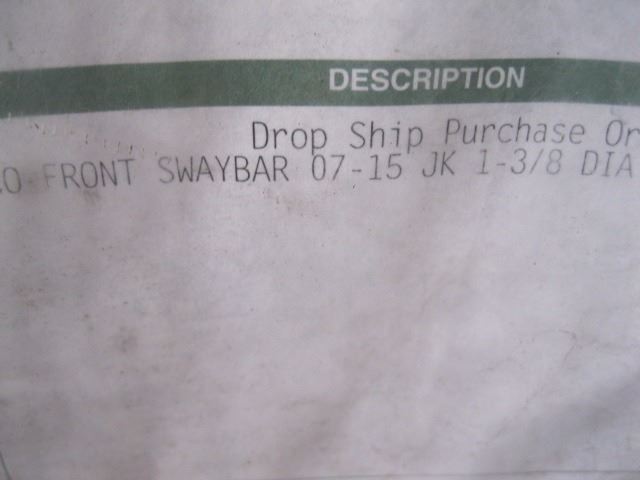 DESCRIPTION
Drop Ship Purchase Or
FRONT SWAYBAR 07-15 JK 1-3/8 DIA